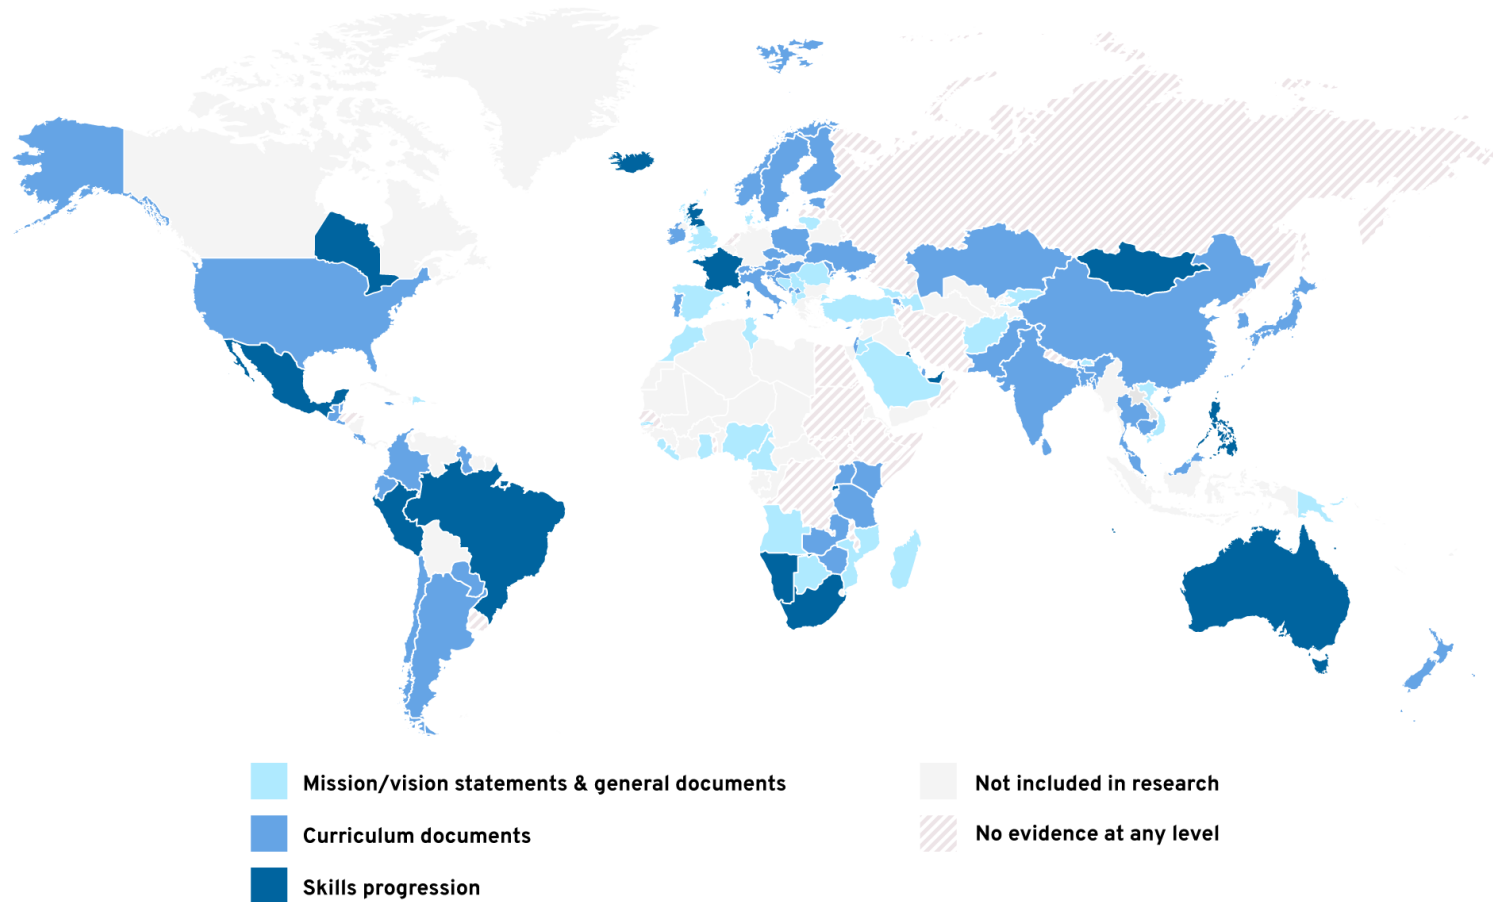 Mission/vision statements & general documents
Curriculum documents
Skills progression
Not included in research
No evidence at any level